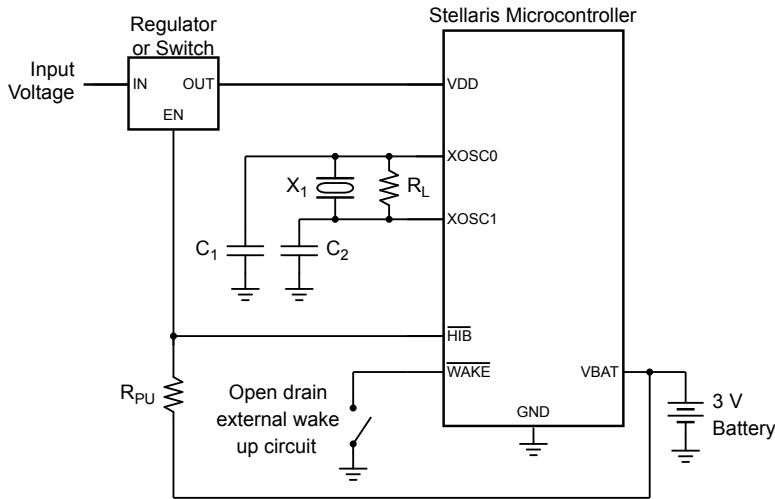 Stellaris Microcontroller
Regulator
or Switch
Input
Voltage
IN
OUT
EN
VDD
XOSC0
X1
RL
XOSC1
C1
C2
HIB
WAKE
VBAT
RPU
Open drain
external wake
up circuit
GND
3 V
Battery